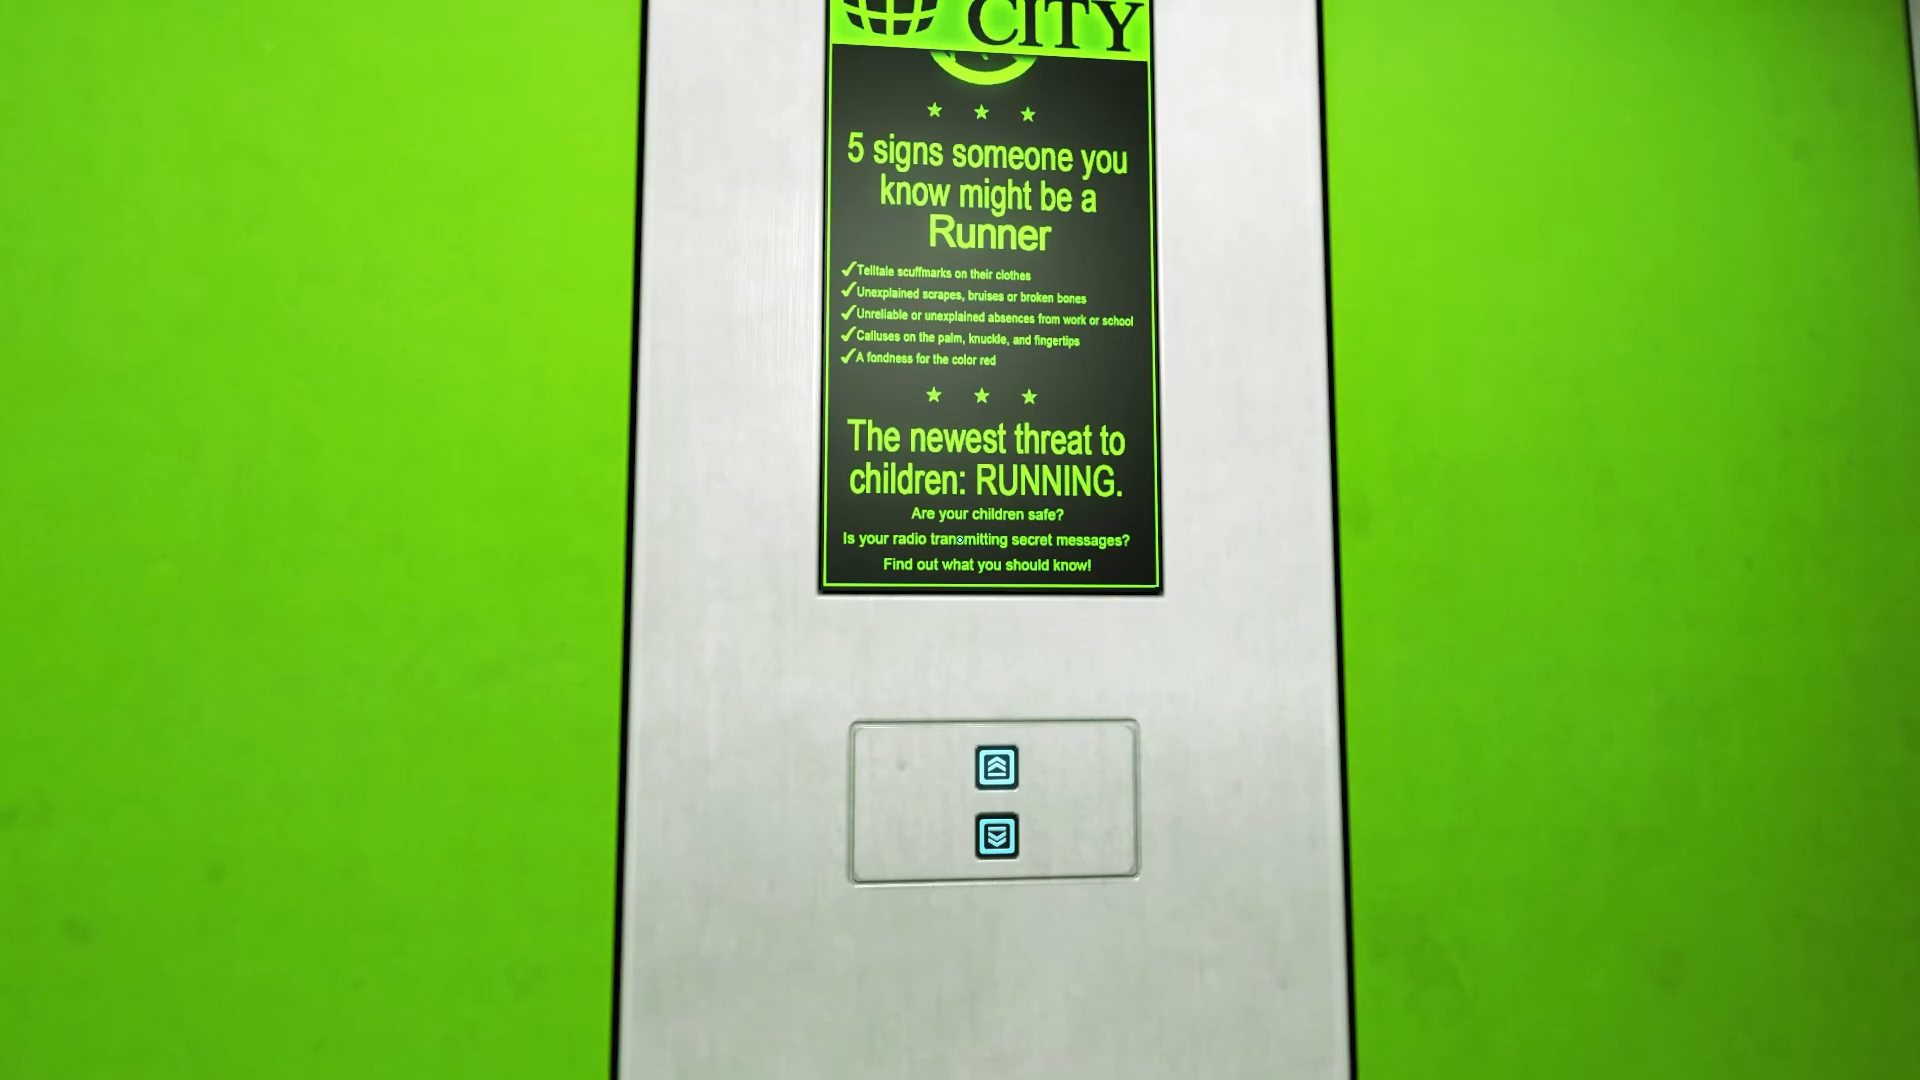 CITY
5 signs someone you
know might be a
Runner
✓Telltale scuffmarks on their clothes
✓Unexplained scrapes, bruises or broken bones
✓Unreliable or unexplained absences from work or school
✓Calluses on the palm, knuckle, and fingertips
✓A fondness for the color red
The newest threat to
children: RUNNING.
Are your children safe?
Is your radio transmitting secret messages?
Find out what you should know!